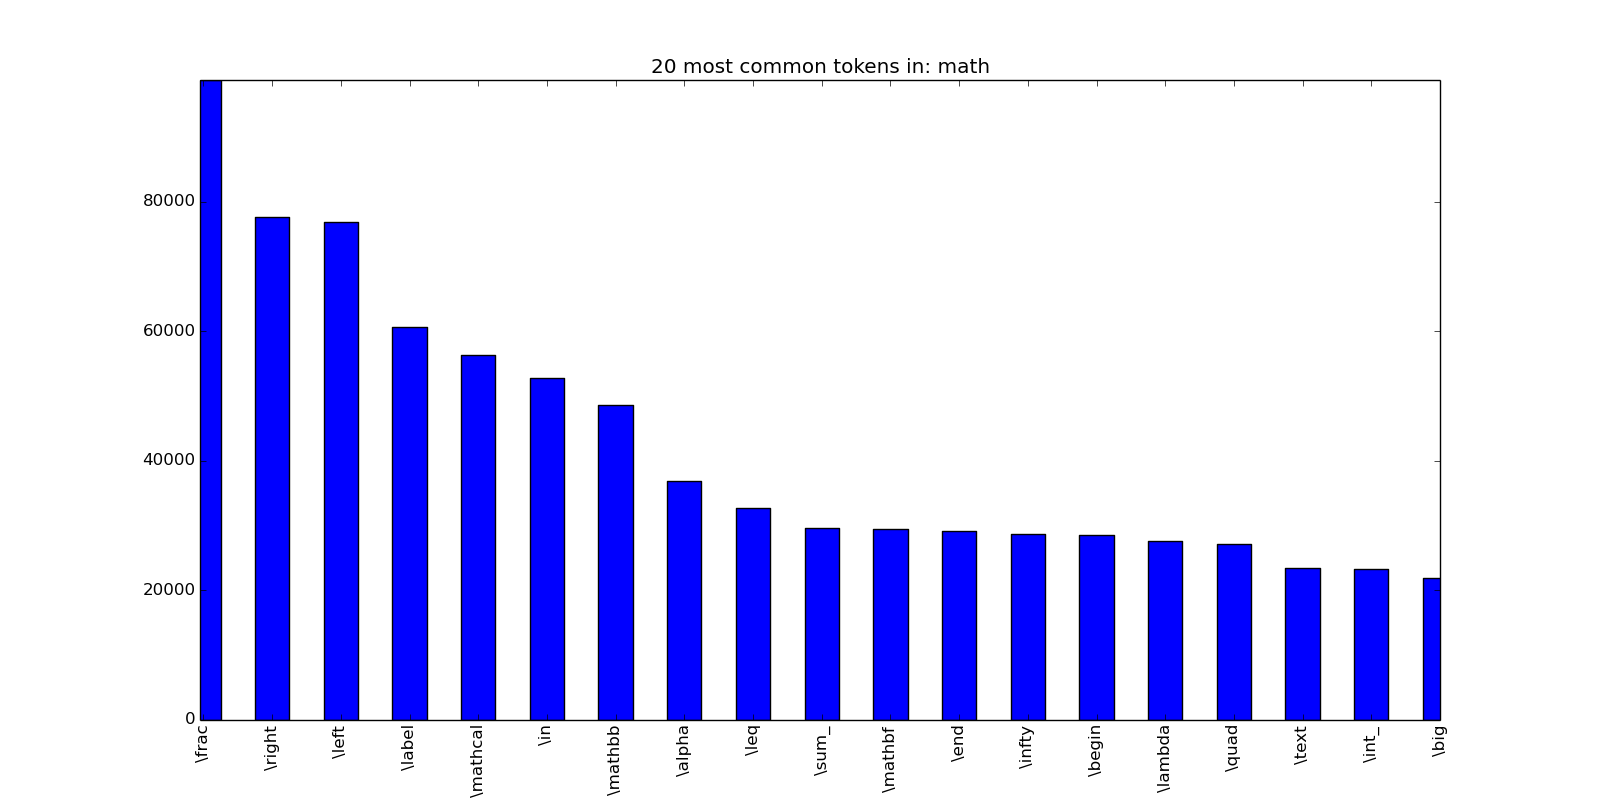 20 most common tokens in: math
80000
60000
40000
20000
0
\frac
\right
\left
\label
\mathcal
\in
\mathbb
\alpha
\leq
\sum_
\mathbf
\end
\infty
\begin
\lambda
\quad
\text
\int_
\big